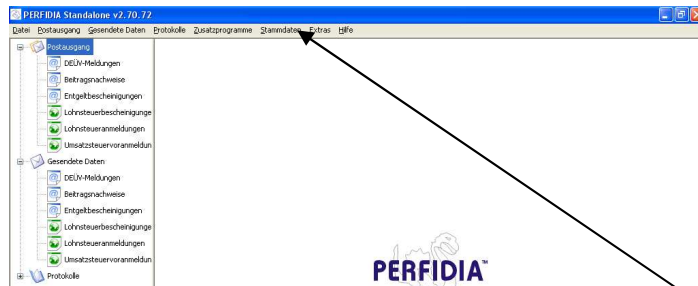 PERFIDIA Standalone v2.70.72
Datei Postausgang Gesendete Daten Protokolle Zusatzprogramme Stammdaten Extras Hilfe
Postausgang
DEÜV-Meldungen
Beitragsnachweise
Entgeltbescheinigungen
Lohnsteuerbescheinigunge
Lohnsteueranmeldungen
Umsatzsteuervoranmeldun
Gesendete Daten
DEÜV-Meldungen
Beitragsnachweise
Entgeltbescheinigungen
Lohnsteuerbescheinigunge
Lohnsteueranmeldungen
Umsatzsteuervoranmeldun
Protokolle
PERFIDIA™